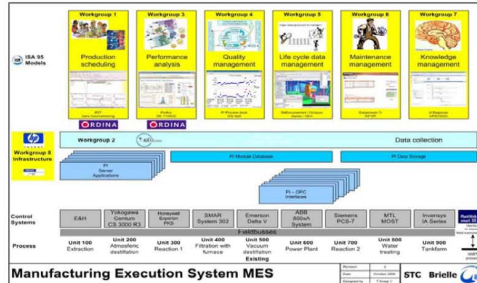 Workgroup 1
Production
scheduling
Workgroup 3
Performance
analysis
Workgroup 4
Quality
management
Workgroup 5
Life cycle data
management
Workgroup 6
Maintenance
management
Workgroup 7
Knowledge
management
ISA 95
Models
ORDINA
ORDINA
Workgroup 8
Infrastructure
Workgroup 2
Data collection
PI
Server
Applications
PI Module Database
PI Data Storage
PI - OPC
Interfaces
Control
Systems
E&H
Yokogawa
Centum
CS 3000 R3
Honeywell
Experion
PKS
SMAR
System 302
Emerson
Delta V
ABB
800xA
System
Siemens
PCS-7
MTL
MOST
Invensys
IA Series
Fieldbusses
Process
Unit 100
Extraction
Unit 200
Atmosferic
destillation
Unit 300
Reaction 1
Unit 400
Filtration with
furnace
Unit 500
Vacuum
destillation
Existing
Unit 600
Power Plant
Unit 700
Reaction 2
Unit 800
Water
treating
Unit 900
Tankfarm
Manufacturing Execution System MES
STC Brielle